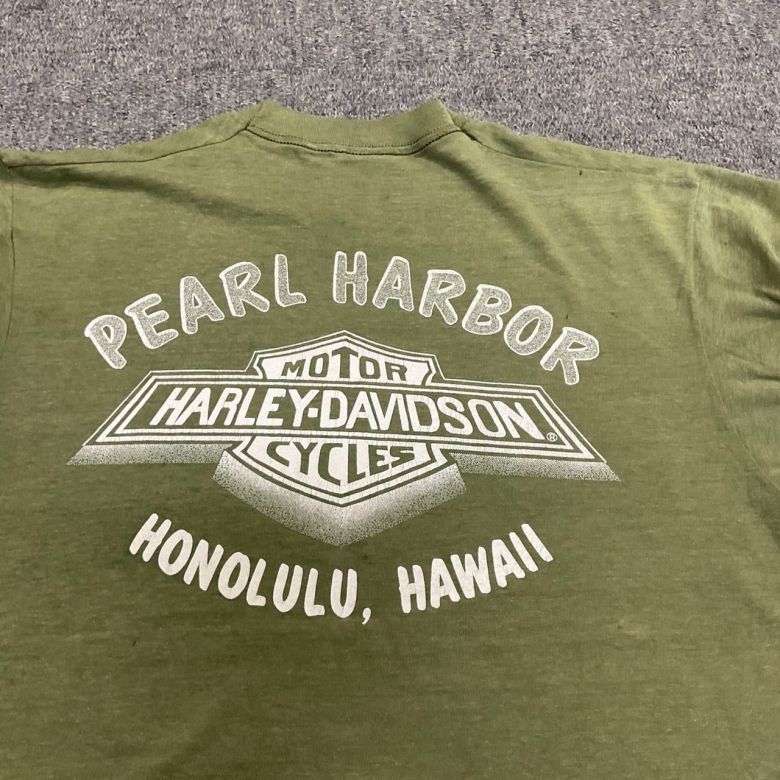 PEARL HARBOR
MOTOR
HARLEY-DAVIDSON®
CYCLES
HONOLULU, HAWAII